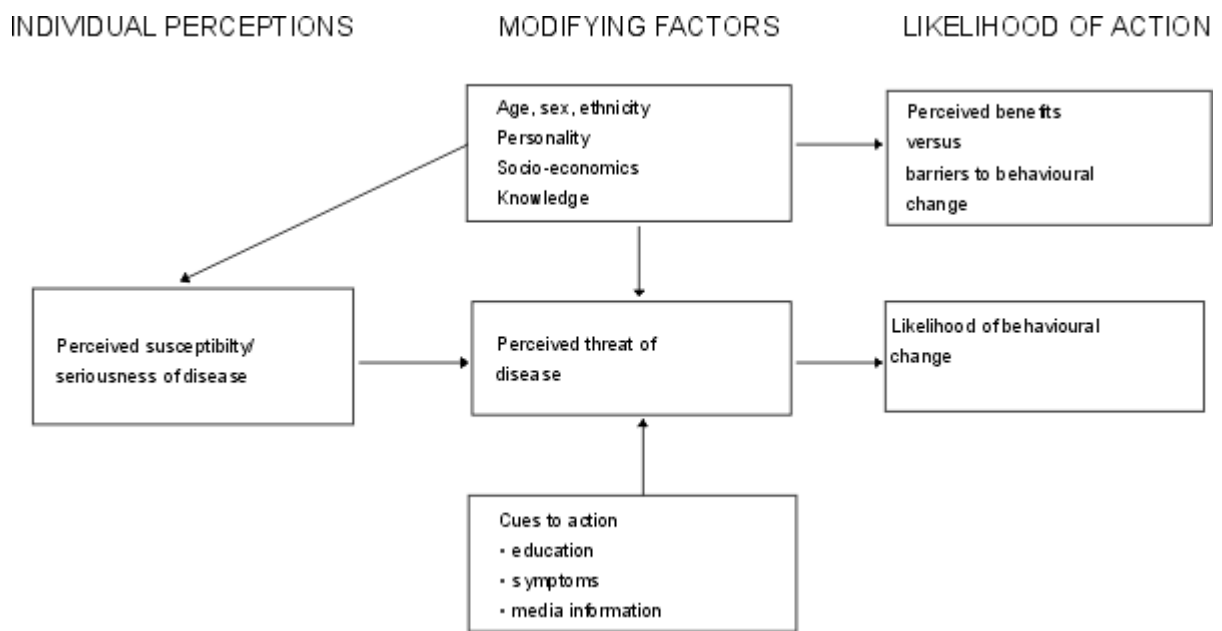 INDIVIDUAL PERCEPTIONS
MODIFYING FACTORS
LIKELIHOOD OF ACTION
Age, sex, ethnicity
Personality
Socio-economics
Knowledge
Perceived benefits
versus
barriers to behavioural
change
Perceived susceptibilty/
seriousness of disease
Perceived threat of
disease
Likelihood of behavioural
change
Cues to action
• education
• symptoms
• media information